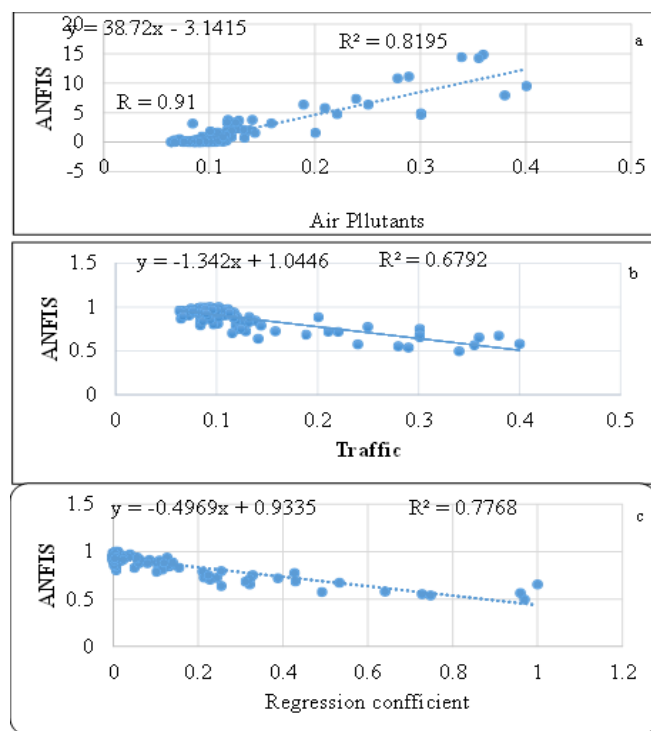 20
y = 38.72x - 3.1415
R² = 0.8195
a
15
10
R = 0.91
5
0
-5
ANFIS
0.1
0.2
0.3
0.4
0.5
Air Pllutants
1.5
y = -1.342x + 1.0446
R² = 0.6792
b
1
0.5
0
ANFIS
0
0.1
0.2
0.3
0.4
0.5
Traffic
1.5
y = -0.4969x + 0.9335
R² = 0.7768
c
1
0.5
0
ANFIS
0
0.2
0.4
0.6
0.8
1
1.2
Regression confficient